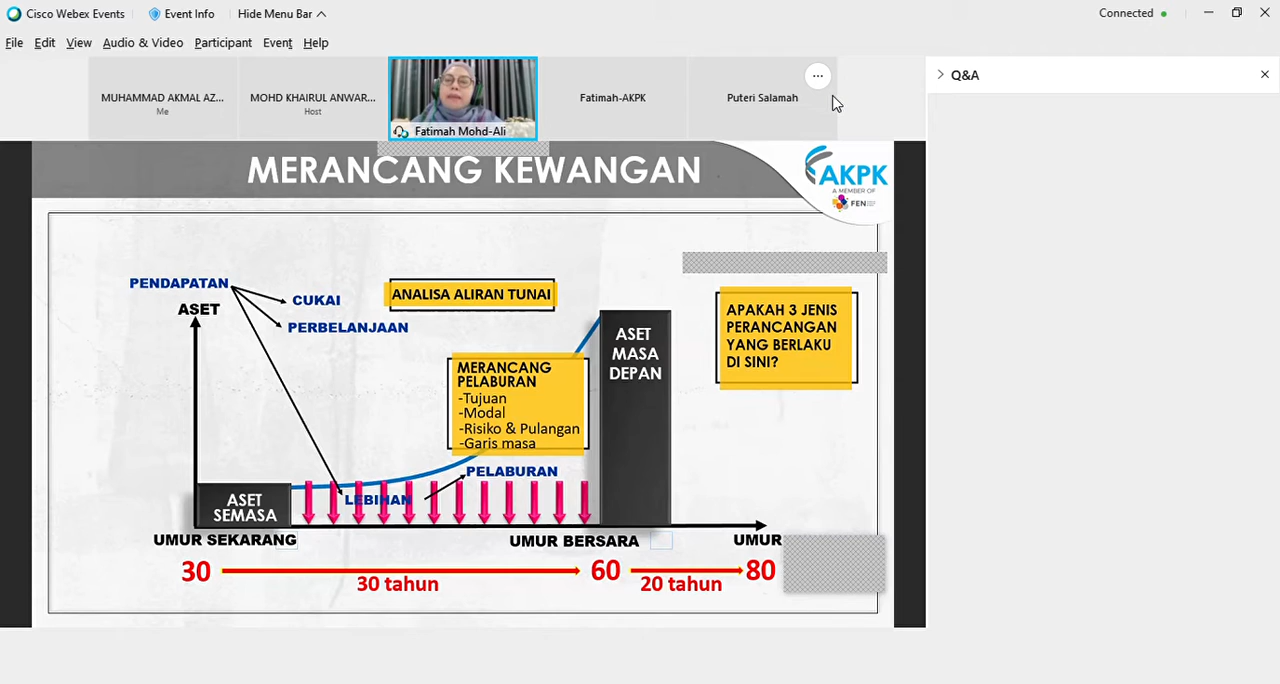 Cisco Webex Events
Event Info
Hide Menu Bar
Connected
File Edit View Audio & Video Participant Event Help
MUHAMMAD AKMAL AZ...
Me
MOHD KHAIRUL ANWAR...
Host
Fatimah Mohd-Ali
Fatimah-AKPK
Puteri Salamah
Q&A
MERANCANG KEWANGAN
AKPK
A MEMBER OF
FEN
PENDAPATAN
CUKAI
PERBELANJAAN
ANALISA ALIRAN TUNAI
ASET
MERANCANG
PELABURAN
-Tujuan
-Modal
-Risiko & Pulangan
-Garis masa
ASET
MASA
DEPAN
APAKAH 3 JENIS
PERANCANGAN
YANG BERLAKU
DI SINI?
PELABURAN
LEBIHAN
ASET
SEMASA
UMUR SEKARANG
UMUR BERSARA
UMUR
30
30 tahun
60
20 tahun
80